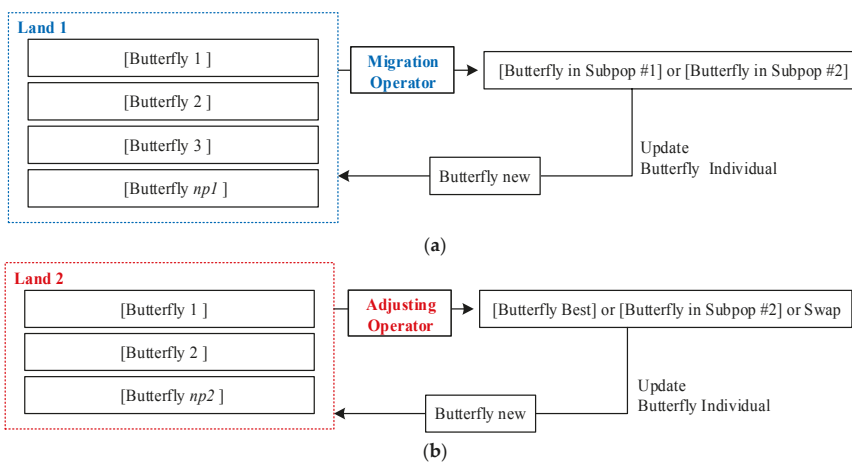 Land 1
[Butterfly 1 ]
[Butterfly 2 ]
[Butterfly 3 ]
[Butterfly np1 ]
Migration
Operator
[Butterfly in Subpop #1] or [Butterfly in Subpop #2]
Update
Butterfly Individual
Butterfly new
(a)
Land 2
[Butterfly 1 ]
[Butterfly 2 ]
[Butterfly np2 ]
Adjusting
Operator
[Butterfly Best] or [Butterfly in Subpop #2] or Swap
Update
Butterfly Individual
Butterfly new
(b)